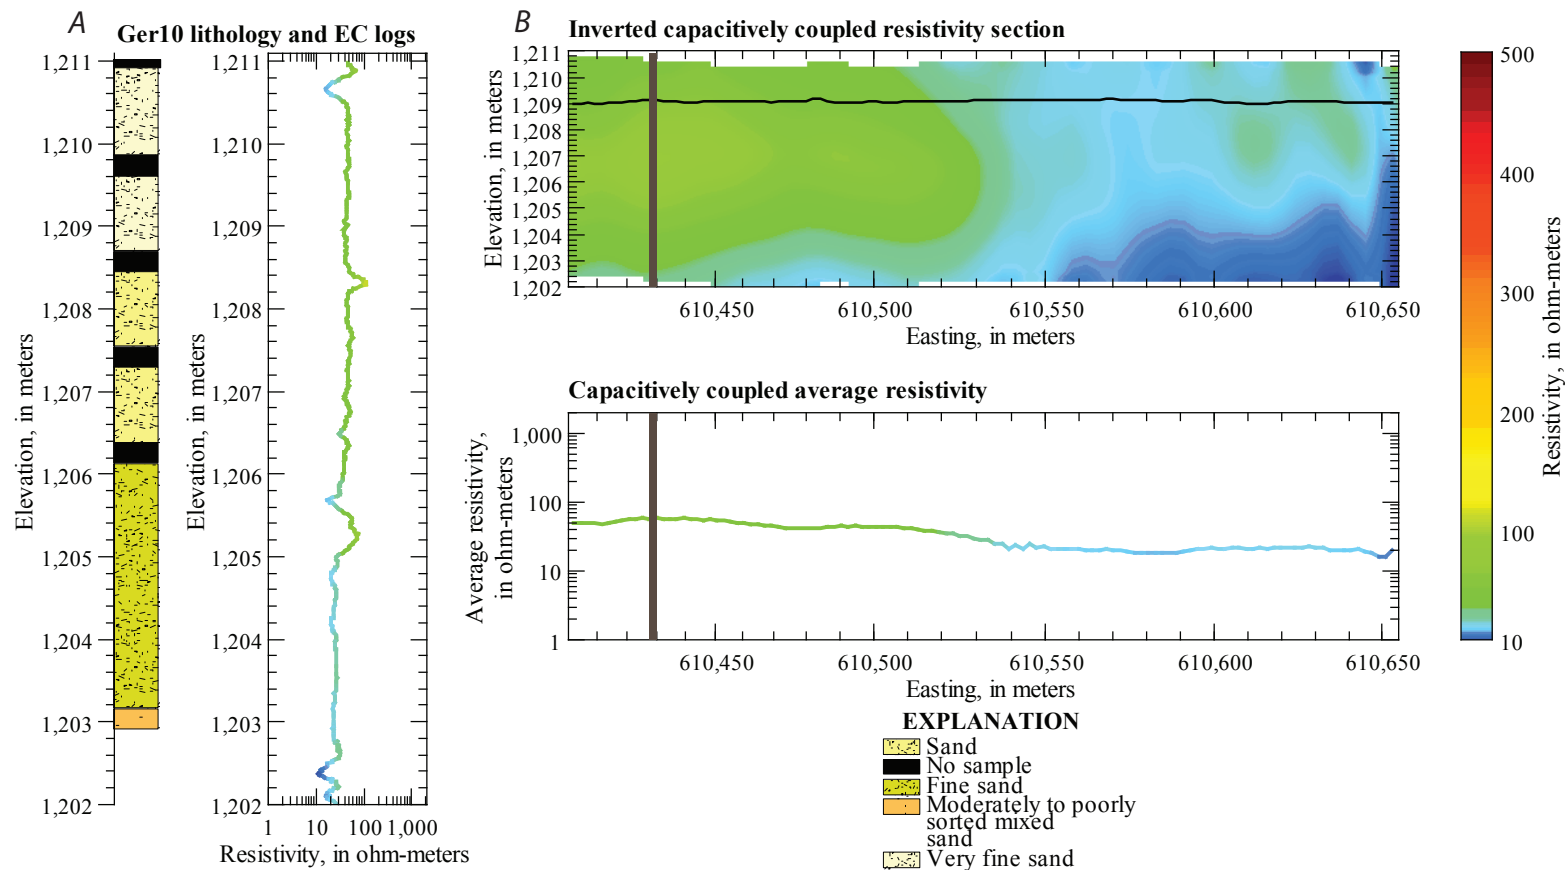 A
Ger10 lithology and EC logs
1,211
1,210
1,209
1,208
1,207
1,206
1,205
1,204
1,203
1,202
Elevation, in meters
1,211
1,210
1,209
1,208
1,207
1,206
1,205
1,204
1,203
1,202
Elevation, in meters
1 10 100 1,000
Resistivity, in ohm-meters
B
Inverted capacitively coupled resistivity section
1,211
1,210
1,209
1,208
1,207
1,206
1,205
1,204
1,203
1,202
Elevation, in meters
610,450 610,500 610,550 610,600 610,650
Easting, in meters
Capacitively coupled average resistivity
1,000
100
10
1
Average resistivity,
in ohm-meters
610,450 610,500 610,550 610,600 610,650
Easting, in meters
500
400
300
200
100
10
Resistivity, in ohm-meters
EXPLANATION
Sand
No sample
Fine sand
Moderately to poorly
sorted mixed
sand
Very fine sand